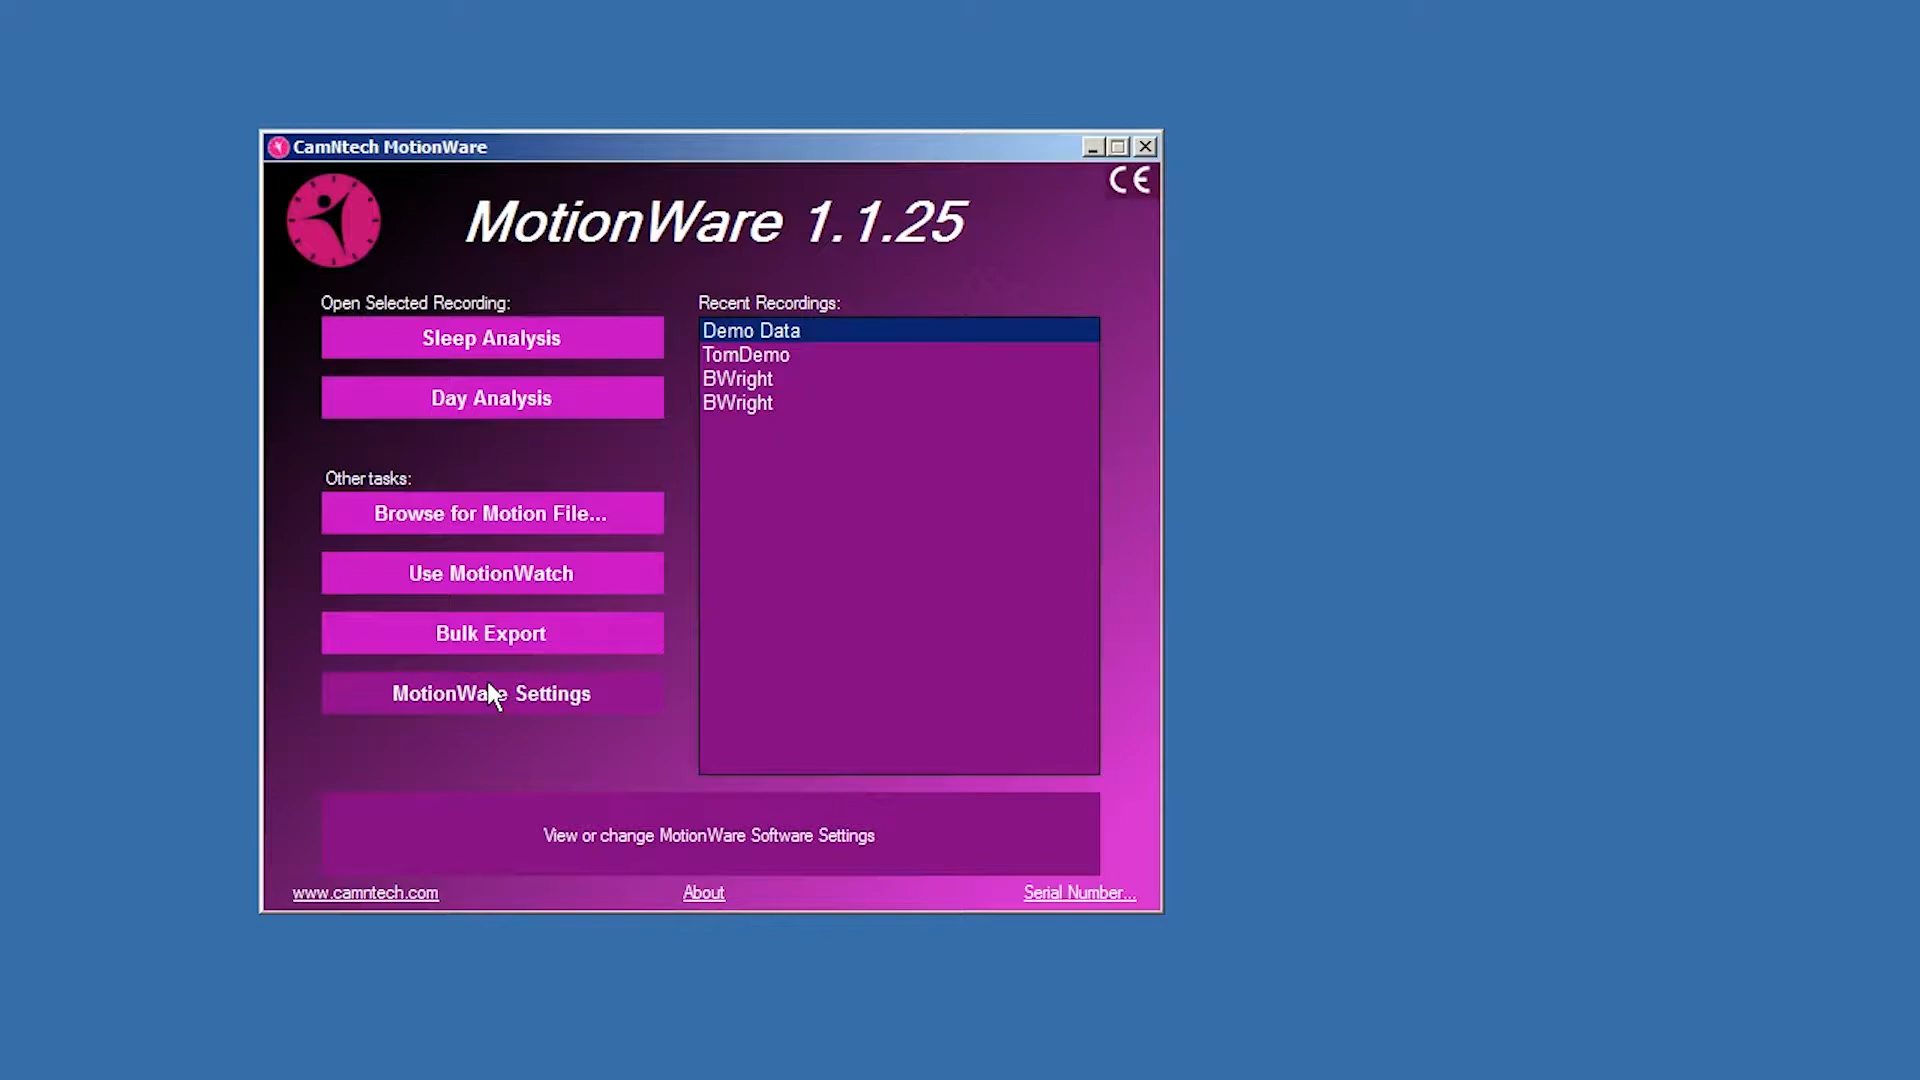 CamNtech MotionWare
CE
MotionWare 1.1.25
Open Selected Recording:
Sleep Analysis
Day Analysis
Other tasks:
Browse for Motion File...
Use MotionWatch
Bulk Export
MotionWare Settings
Recent Recordings:
Demo Data
TomDemo
BWright
BWright
View or change MotionWare Software Settings
www.camntech.com
About
Serial Number...